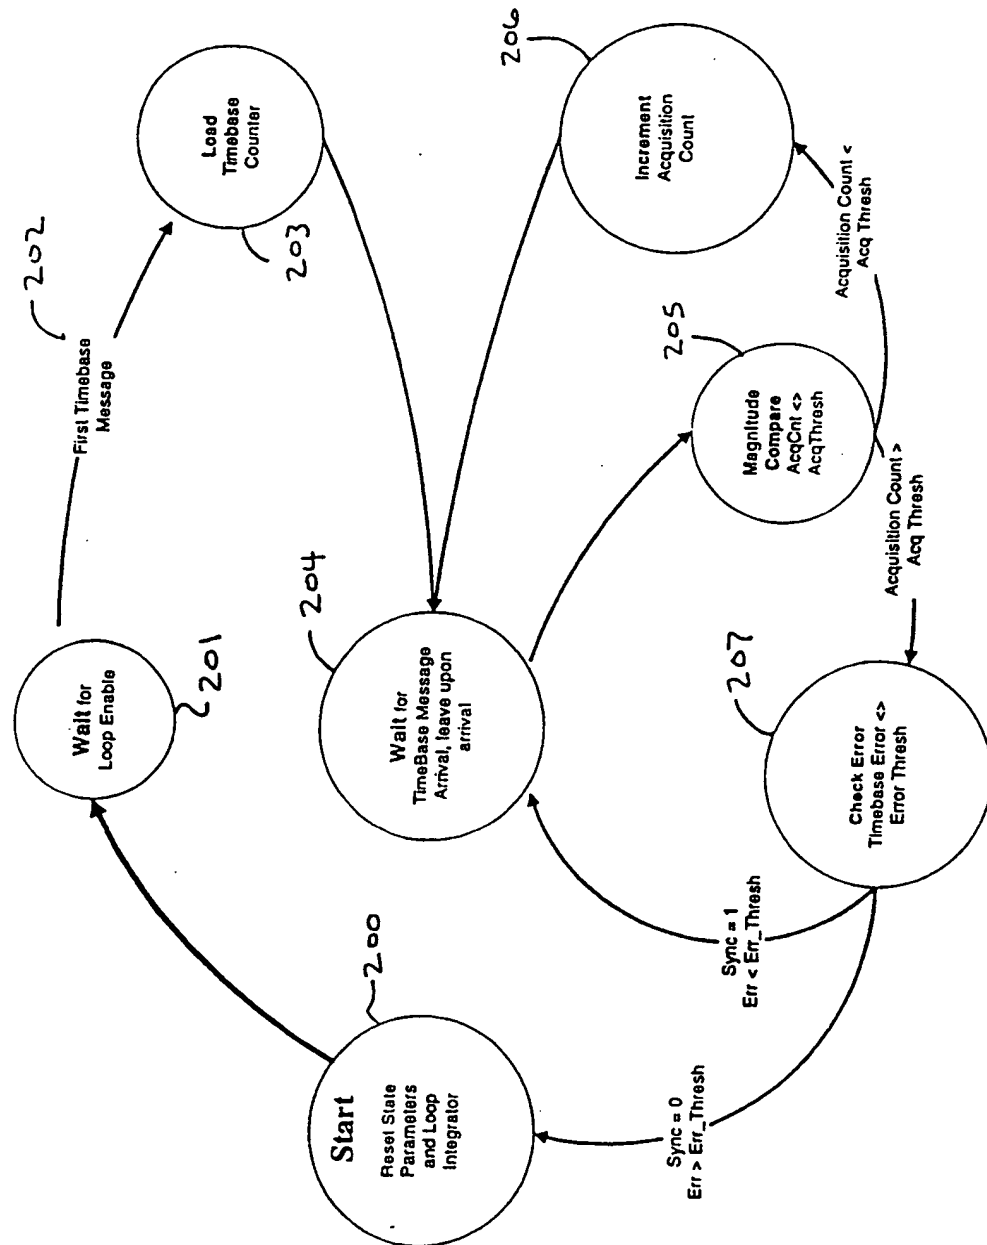 Start
Reset State
Parameters
and Loop
Integrator
200
Wait for
Loop Enable
201
First Timebase
Message
202
Load
Timebase
Counter
203
Wait for
TimeBase Message
Arrival, leave upon
arrival
204
Magnitude
Compare
AcqCnt <>
AcqThresh
205
Acquisition Count <
Acq Thresh
Increment
Acquisition
Count
206
Acquisition Count >
Acq Thresh
Check Error
Timebase Error <>
Error Thresh
207
Sync = 1
Err < Err_Thresh
Sync = 0
Err > Err_Thresh